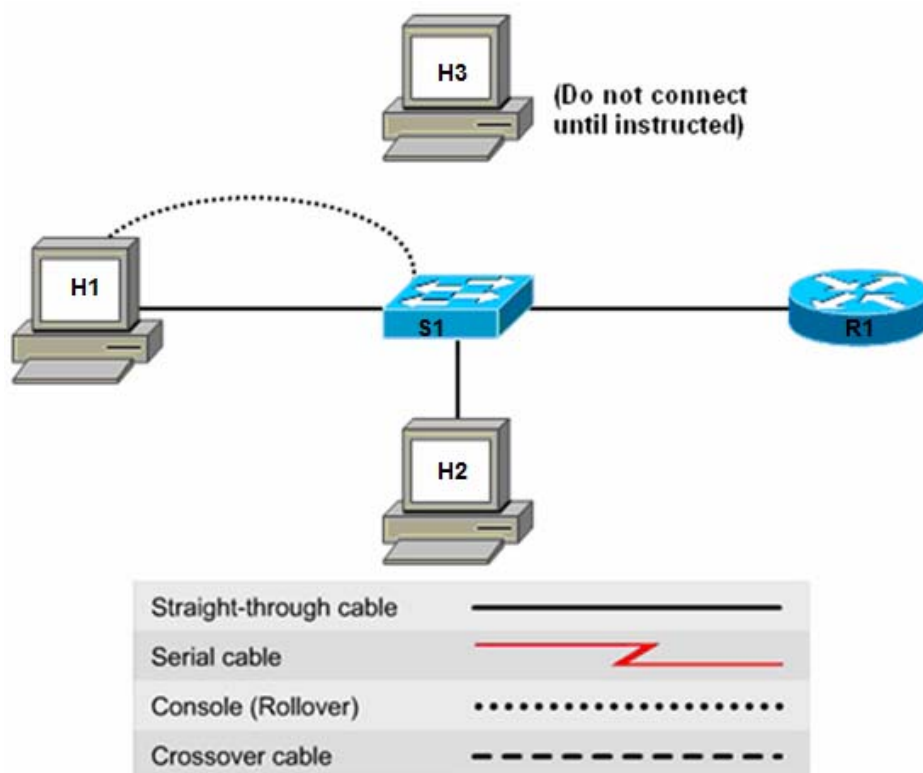 H3
(Do not connect
until instructed)
H1
S1
R1
H2
Straight-through cable
Serial cable
Console (Rollover)
Crossover cable